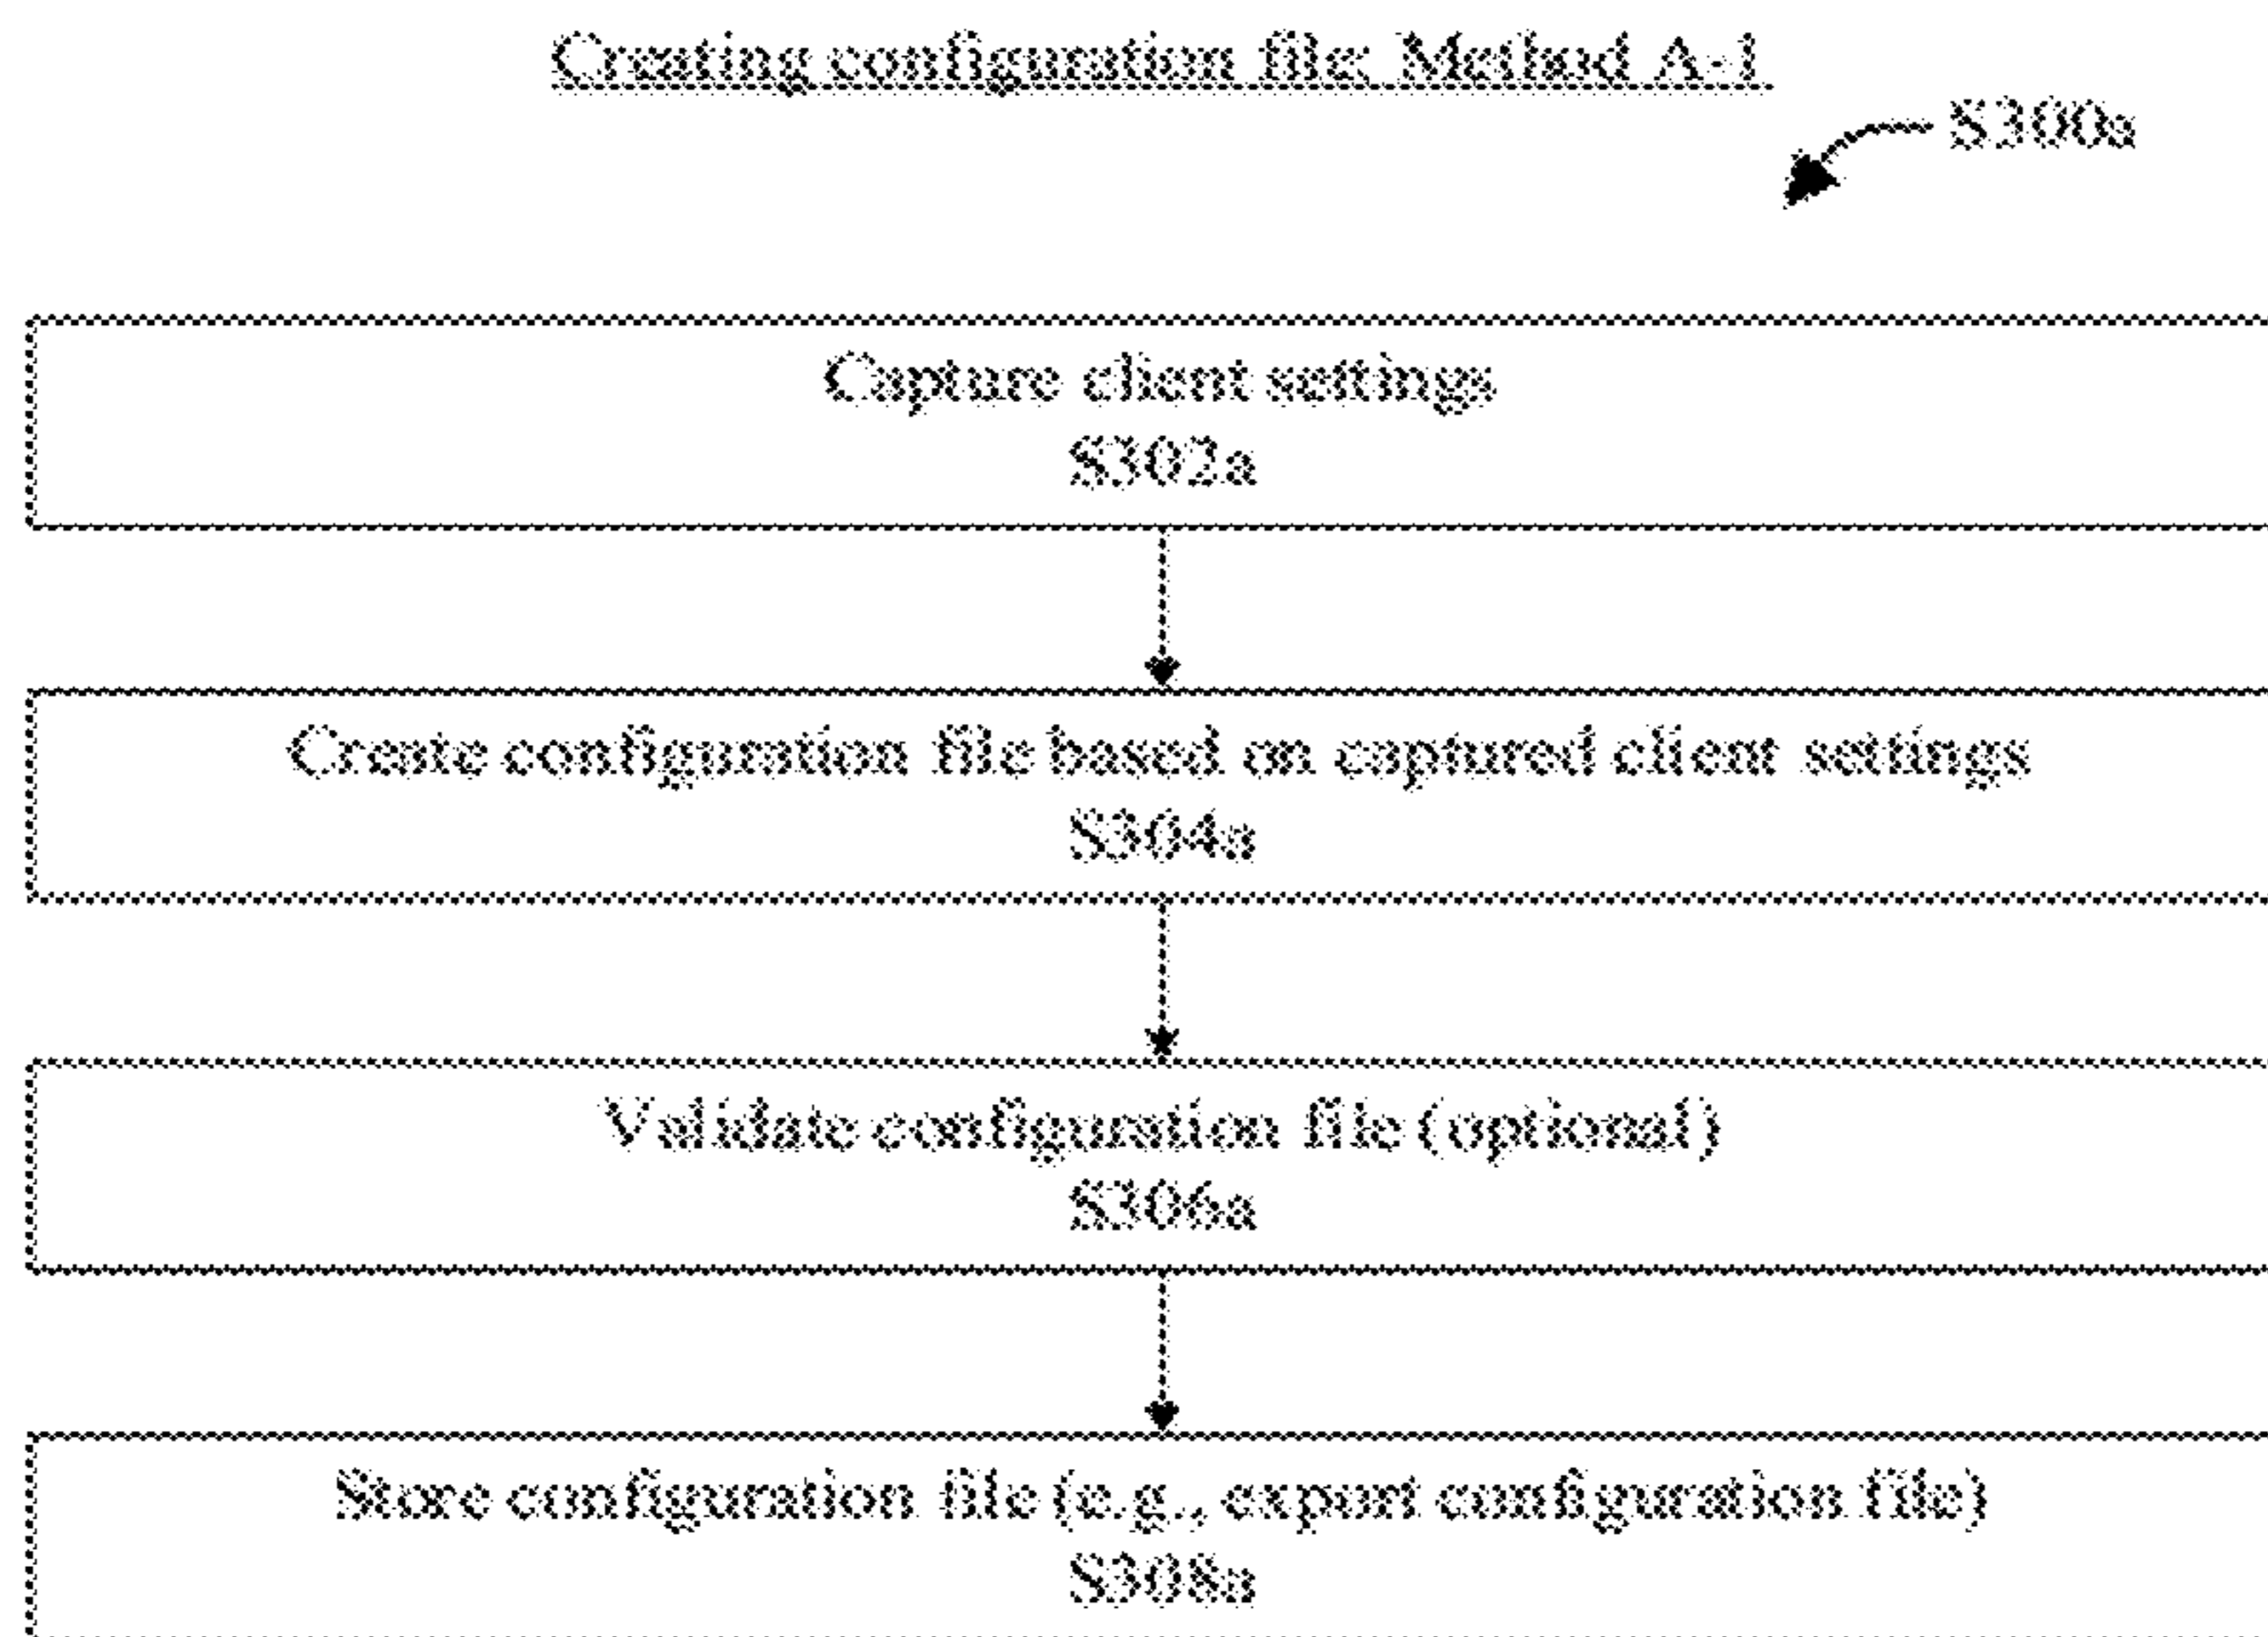 Creating configuration file: Method A-1
S300a
Capture client settings
S302a
Create configuration file based on captured client settings
S304a
Validate configuration file (optional)
S306a
Store configuration file (e.g., export configuration file)
S308a